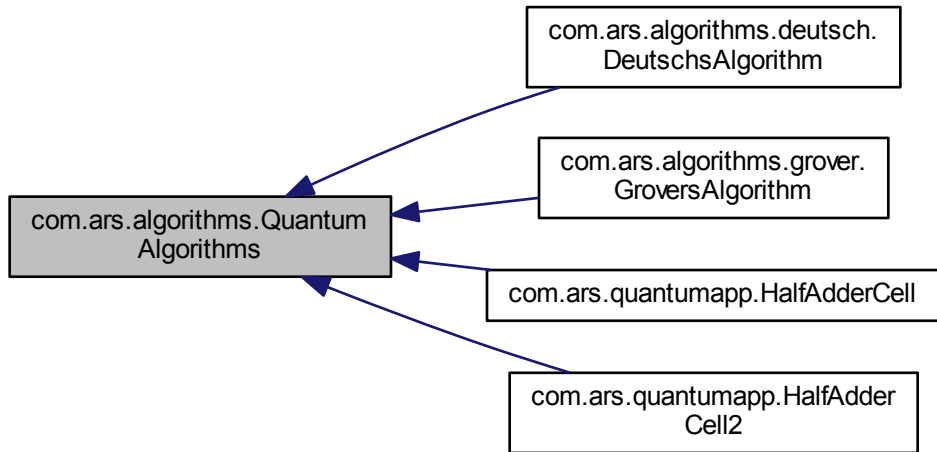 com.ars.algorithms.deutsch.
DeutschsAlgorithm
com.ars.algorithms.grover.
GroversAlgorithm
com.ars.algorithms.Quantum
Algorithms
com.ars.quantumapp.HalfAdderCell
com.ars.quantumapp.HalfAdder
Cell2